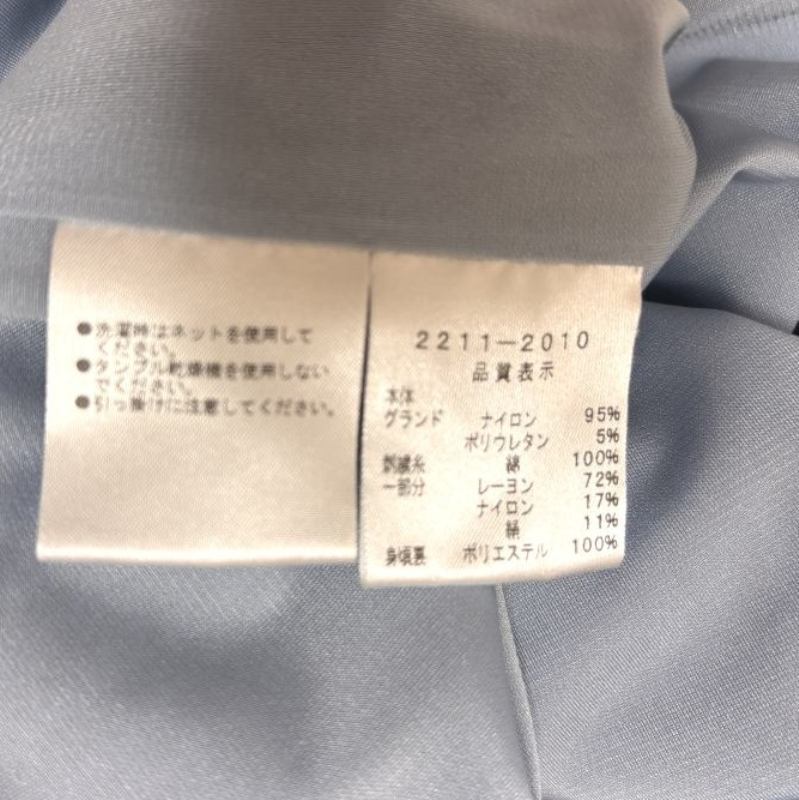 ●洗濯時はネットを使用して
ください。
●タンブル乾燥機を使用しない
でください。
●引っ掛けに注意してください。
2211-2010
品質表示
本体
グランド ナイロン 95%
ポリウレタン 5%
刺繍糸 綿 100%
一部分 レーヨン 72%
ナイロン 17%
絹 11%
身頃裏 ポリエステル 100%